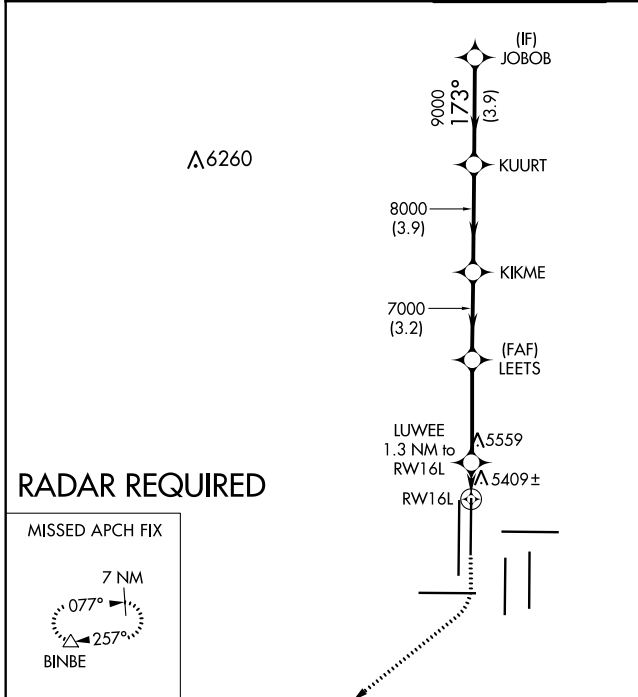 (IF)
JOBOB
9000
173°
(3.9)
Λ6260
KUURT
8000
(3.9)
KIKME
7000
(3.2)
(FAF)
LEETS
LUWEE
1.3 NM to
RW16L
5559
5409±
RW16L
RADAR REQUIRED
MISSED APCH FIX
7 NM
077°
257°
BINBE